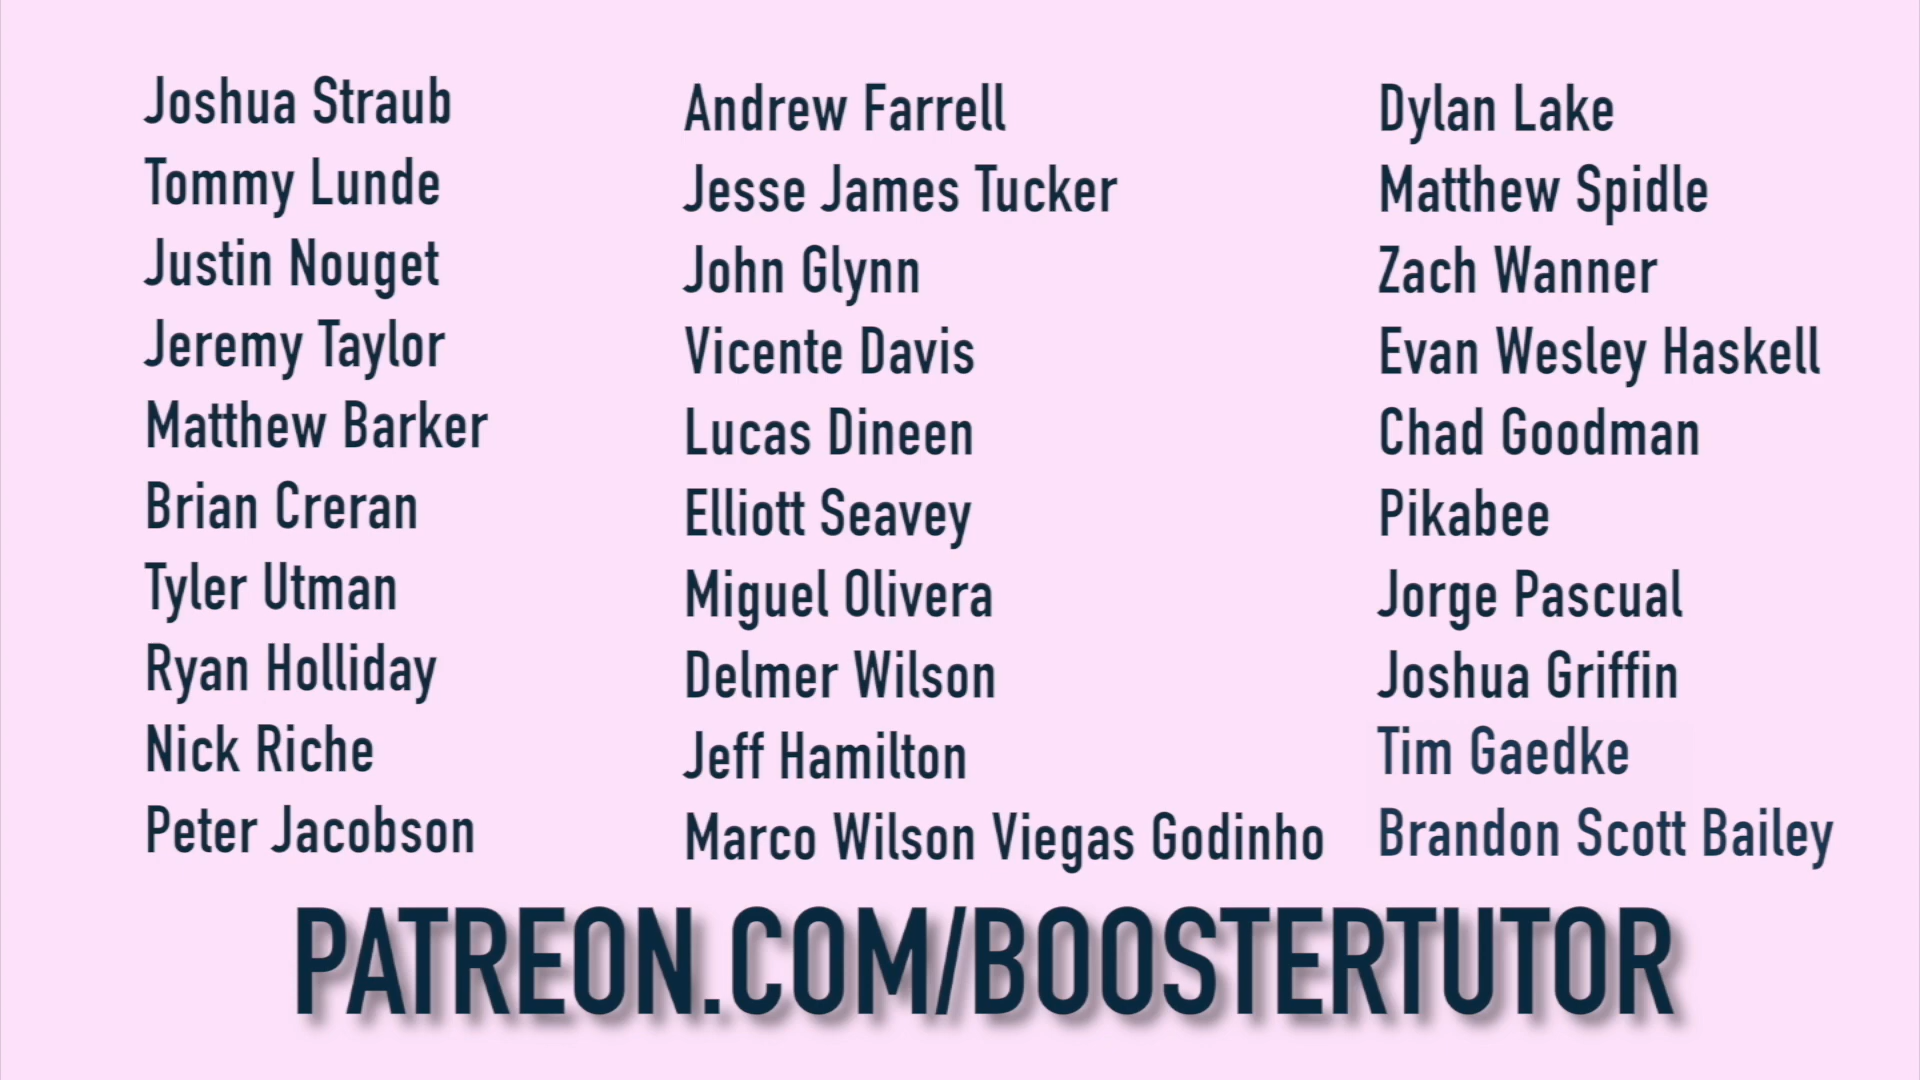 Joshua Straub
Tommy Lunde
Justin Nouget
Jeremy Taylor
Matthew Barker
Brian Creran
Tyler Utman
Ryan Holliday
Nick Riche
Peter Jacobson
Andrew Farrell
Jesse James Tucker
John Glynn
Vicente Davis
Lucas Dineen
Elliott Seavey
Miguel Olivera
Delmer Wilson
Jeff Hamilton
Marco Wilson Viegas Godinho
Dylan Lake
Matthew Spidle
Zach Wanner
Evan Wesley Haskell
Chad Goodman
Pikabee
Jorge Pascual
Joshua Griffin
Tim Gaedke
Brandon Scott Bailey
PATREON.COM/BOOSTERTUTOR